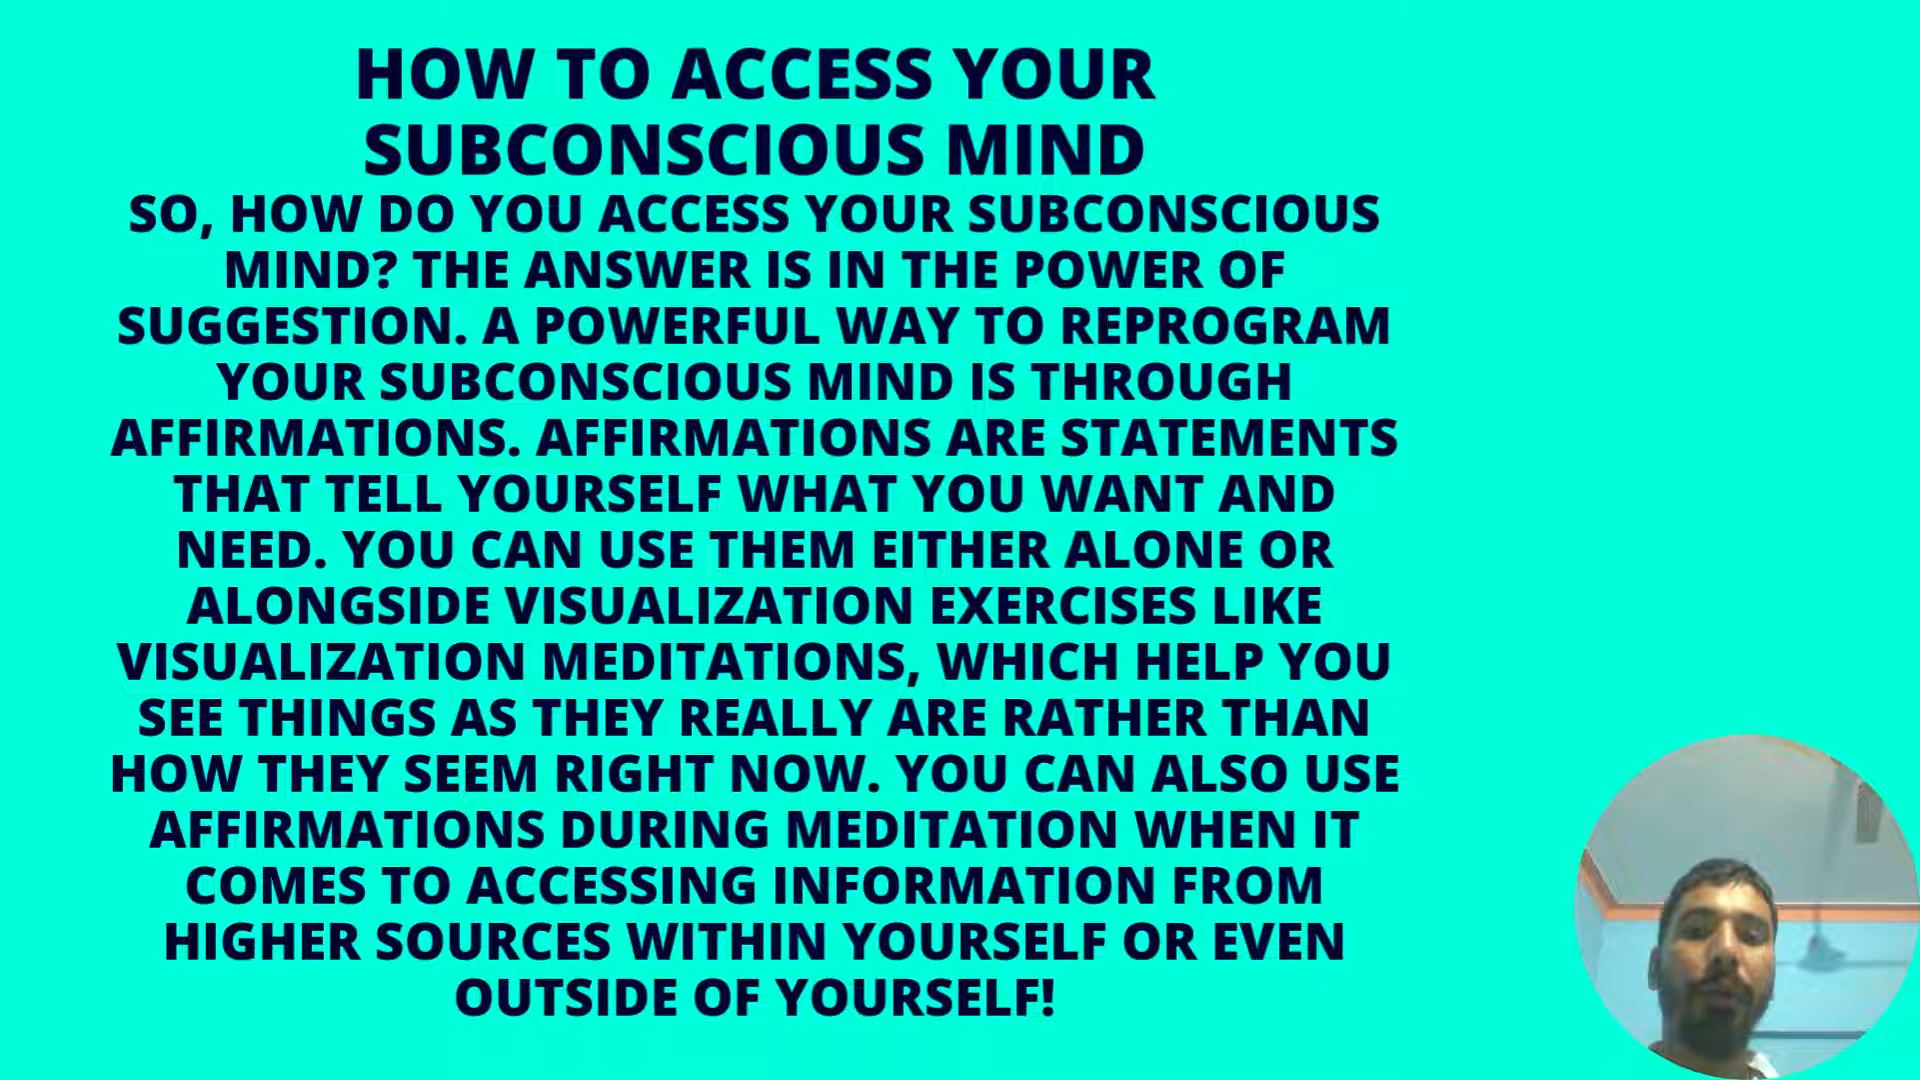 HOW TO ACCESS YOUR
SUBCONSCIOUS MIND
SO, HOW DO YOU ACCESS YOUR SUBCONSCIOUS
MIND? THE ANSWER IS IN THE POWER OF
SUGGESTION. A POWERFUL WAY TO REPROGRAM
YOUR SUBCONSCIOUS MIND IS THROUGH
AFFIRMATIONS. AFFIRMATIONS ARE STATEMENTS
THAT TELL YOURSELF WHAT YOU WANT AND
NEED. YOU CAN USE THEM EITHER ALONE OR
ALONGSIDE VISUALIZATION EXERCISES LIKE
VISUALIZATION MEDITATIONS, WHICH HELP YOU
SEE THINGS AS THEY REALLY ARE RATHER THAN
HOW THEY SEEM RIGHT NOW. YOU CAN ALSO USE
AFFIRMATIONS DURING MEDITATION WHEN IT
COMES TO ACCESSING INFORMATION FROM
HIGHER SOURCES WITHIN YOURSELF OR EVEN
OUTSIDE OF YOURSELF!